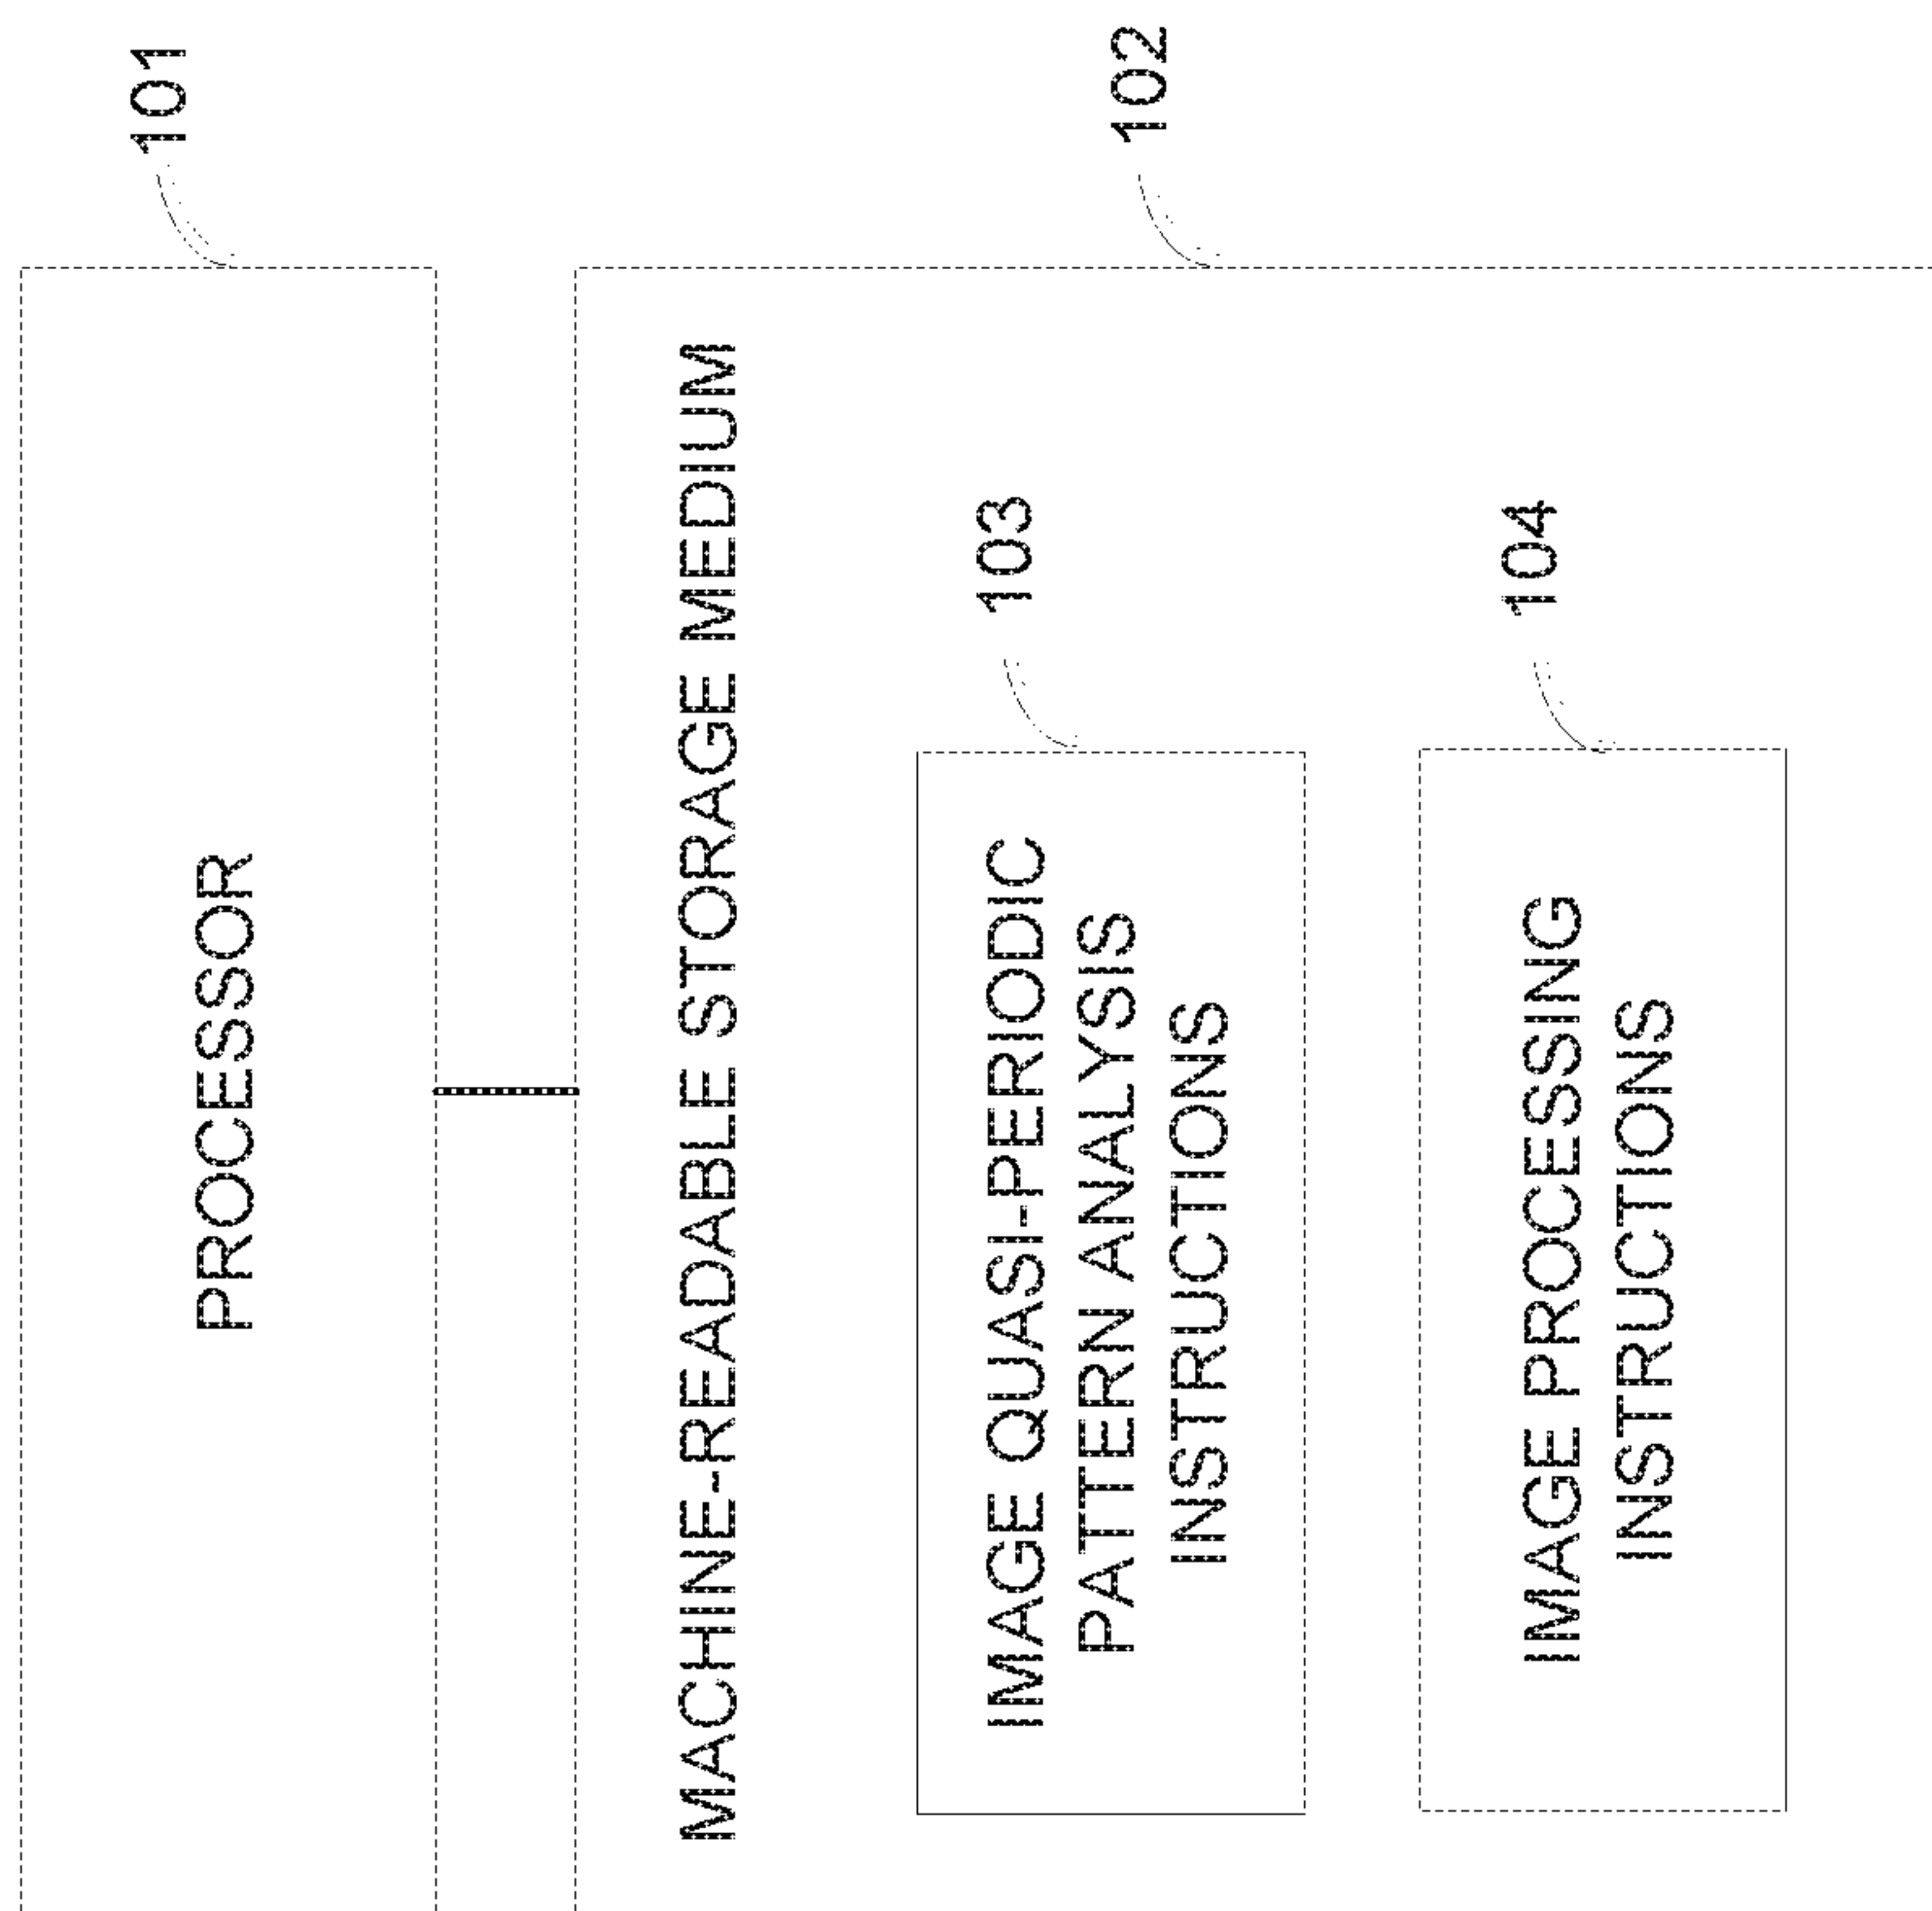 101
PROCESSOR
102
MACHINE-READABLE STORAGE MEDIUM
103
IMAGE QUASI-PERIODIC
PATTERN ANALYSIS
INSTRUCTIONS
104
IMAGE PROCESSING
INSTRUCTIONS